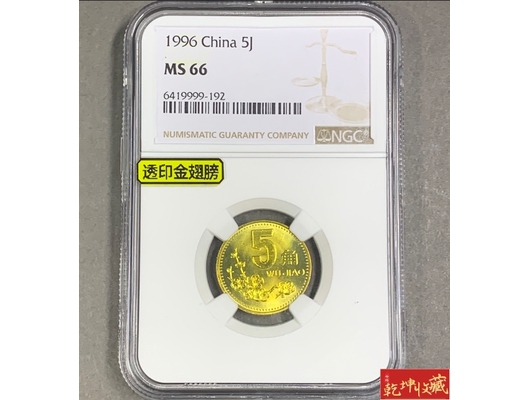 1996 China 5J
MS 66
6419999-192
NUMISMATIC GUARANTY COMPANY
NGC
透印金翅膀
5角
WU JIAO
乾坤收藏